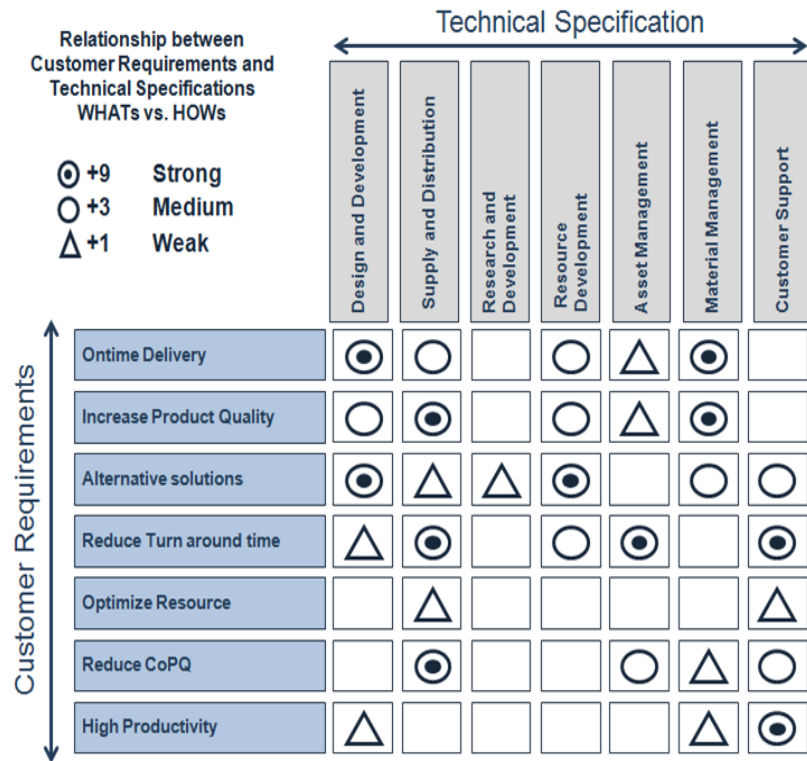 Relationship between
Customer Requirements and
Technical Specifications
WHATs vs. HOWs
+9 Strong
+3 Medium
+1 Weak
Technical Specification
Design and Development
Supply and Distribution
Research and
Development
Resource
Development
Asset Management
Material Management
Customer Support
Customer Requirements
Ontime Delivery
Increase Product Quality
Alternative solutions
Reduce Turn around time
Optimize Resource
Reduce CoPQ
High Productivity